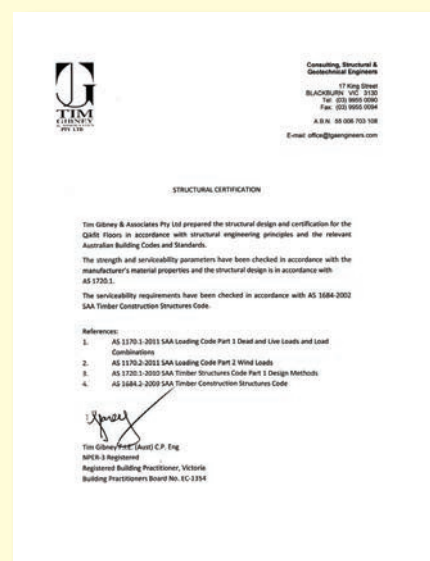 TG
TIM
GIBNEY
& ASSOCIATES
PTY LTD
Consulting, Structural &
Geotechnical Engineers
17 King Street
BLACKBURN VIC 3130
Tel: (03) 9955 0090
Fax: (03) 9955 0094
A.B.N. 55 006 703 108
E-mail: office@tgaengineers.com
STRUCTURAL CERTIFICATION
Tim Gibney & Associates Pty Ltd prepared the structural design and certification for the
Qikfit Floors in accordance with structural engineering principles and the relevant
Australian Building Codes and Standards.
The strength and serviceability parameters have been checked in accordance with the
manufacturer's material properties and the structural design is in accordance with
AS 1720.1.
The serviceability requirements have been checked in accordance with AS 1684-2002
SAA Timber Construction Structures Code.
References:
1. AS 1170.1-2011 SAA Loading Code Part 1 Dead and Live Loads and Load
Combinations
2. AS 1170.2-2011 SAA Loading Code Part 2 Wind Loads
3. AS 1720.1-2010 SAA Timber Structures Code Part 1 Design Methods
4. AS 1684.2-2009 SAA Timber Construction Structures Code
Tim Gibney F.I.E. (Aust) C.P. Eng
NPER-3 Registered
Registered Building Practitioner, Victoria
Building Practitioners Board No. EC-1354